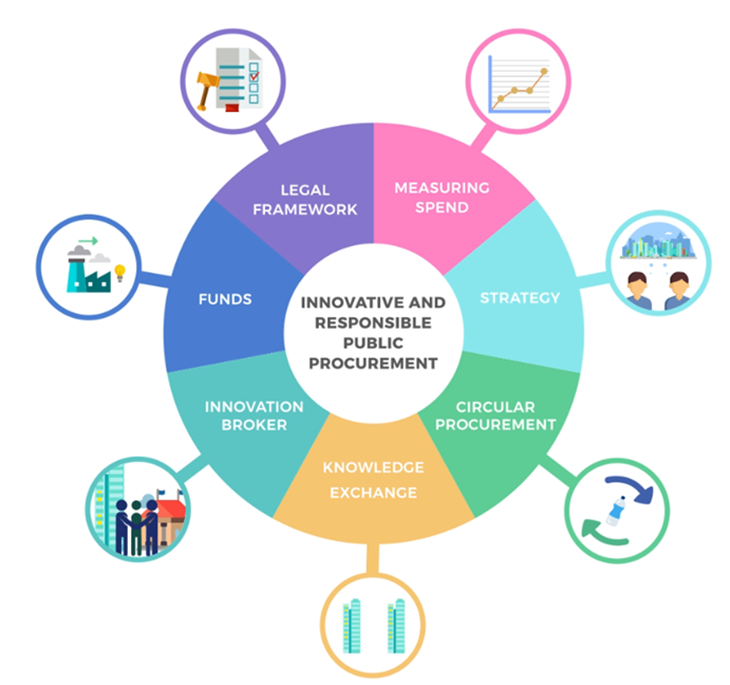 LEGAL
FRAMEWORK
MEASURING
SPEND
FUNDS
STRATEGY
INNOVATIVE AND
RESPONSIBLE
PUBLIC
PROCUREMENT
INNOVATION
BROKER
CIRCULAR
PROCUREMENT
KNOWLEDGE
EXCHANGE